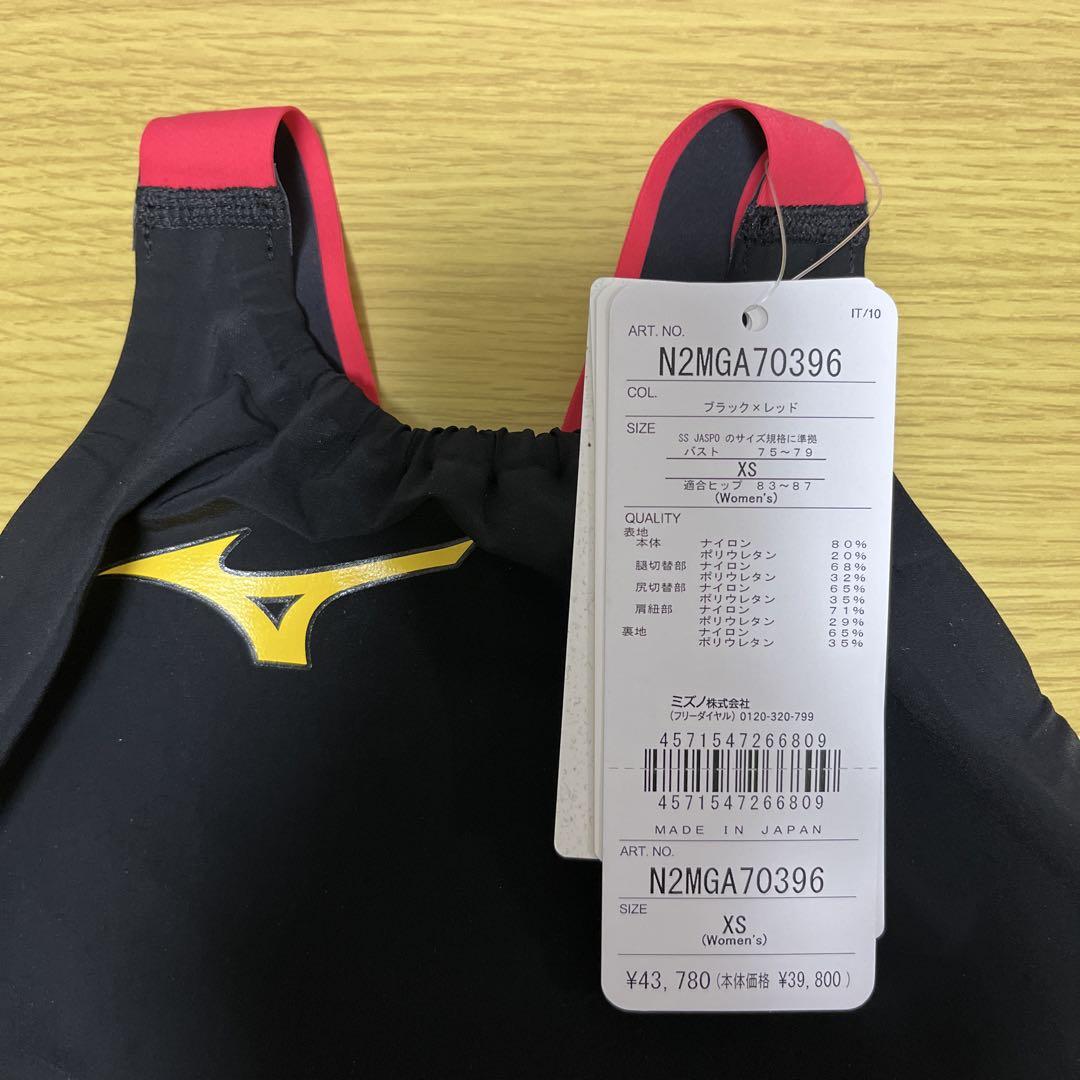 IT/10
ART. NO.
N2MGA70396
COL.
ブラック×レッド
SIZE
SS JASPO のサイズ規格に準拠
バスト 75~79
XS
適合ヒップ 83~87
(Women's)
QUALITY
表地
本体 ナイロン 80%
ポリウレタン 20%
腿切替部 ナイロン 68%
ポリウレタン 32%
尻切替部 ナイロン 65%
ポリウレタン 35%
肩紐部 ナイロン 71%
ポリウレタン 29%
裏地 ナイロン 65%
ポリウレタン 35%
ミズノ株式会社
(フリーダイヤル) 0120-320-799
4571547266809
4571547266809
MADE IN JAPAN
ART. NO.
N2MGA70396
SIZE
XS
(Women's)
¥43,780 (本体価格 ¥39,800)